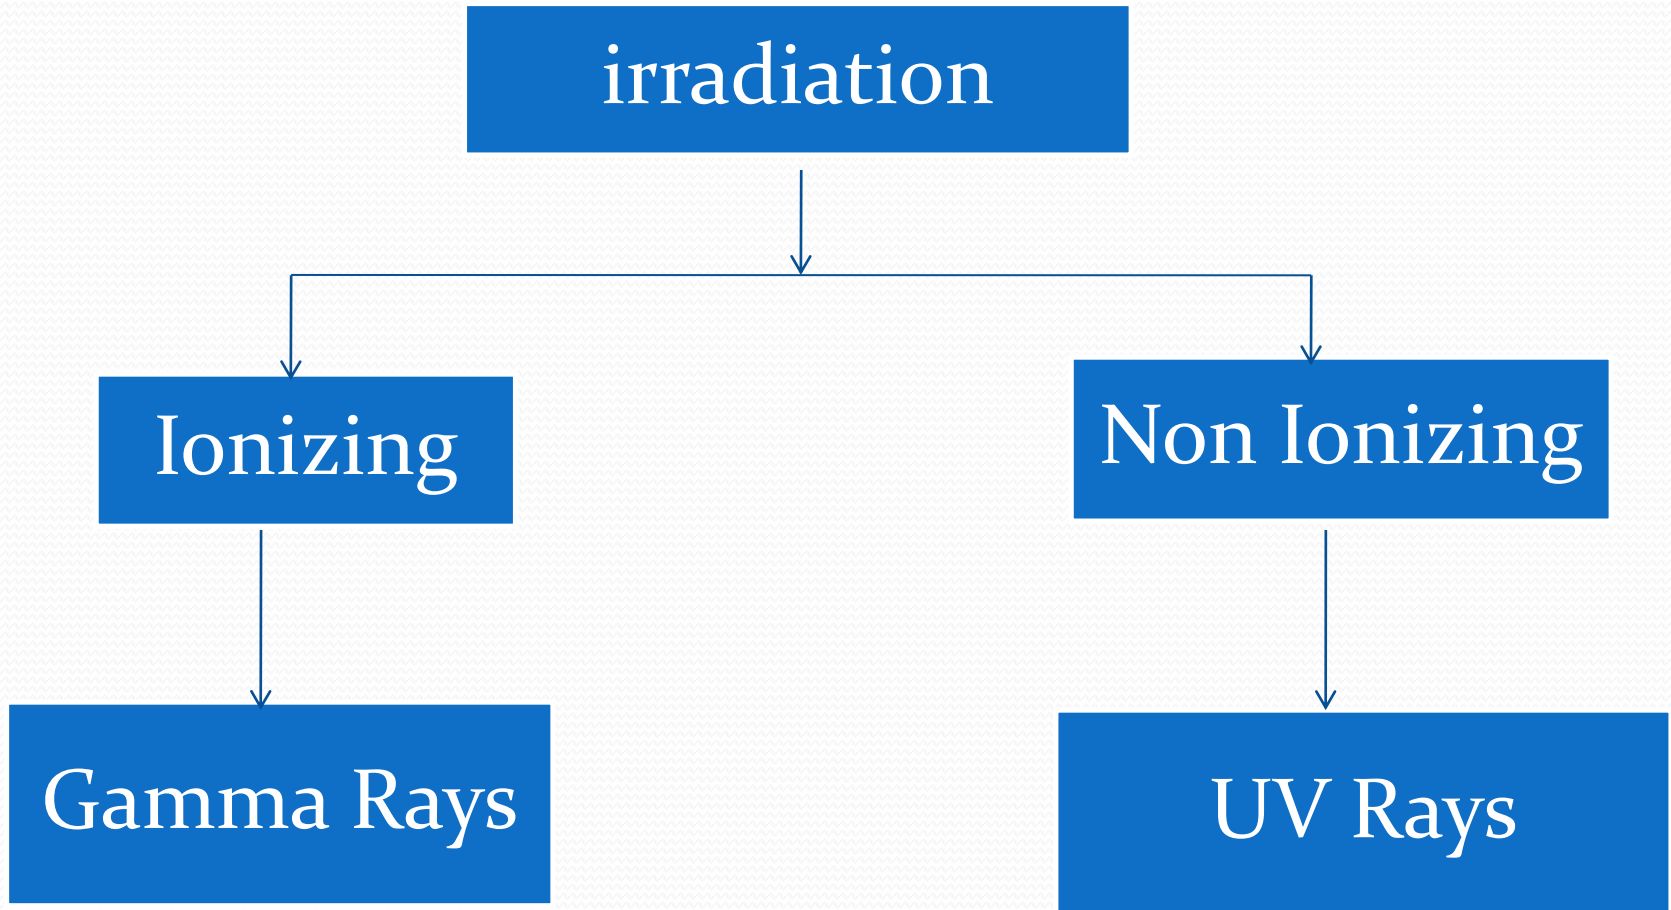 irradiation
Ionizing
Non Ionizing
Gamma Rays
UV Rays